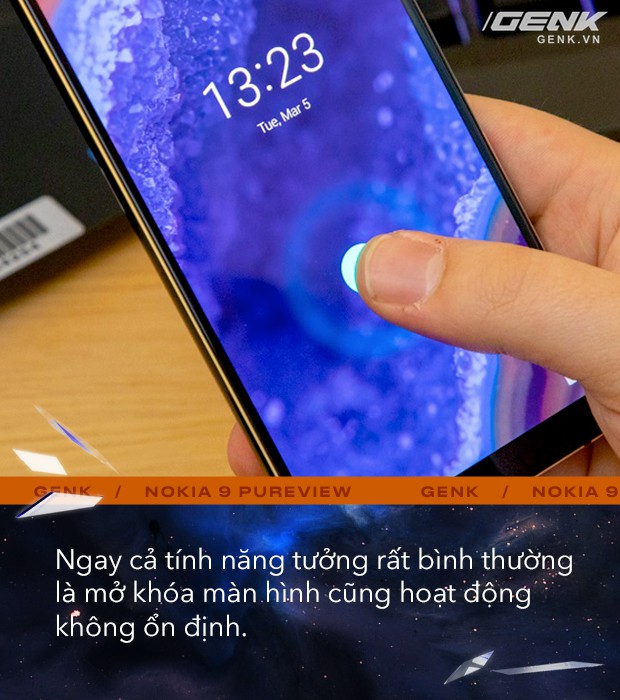 GENK
GENK.VN
13:23
Tue, Mar 5
GENK / NOKIA 9 PUREVIEW GENK / NOKIA 9
Ngay cả tính năng tưởng rất bình thường
là mở khóa màn hình cũng hoạt động
không ổn định.